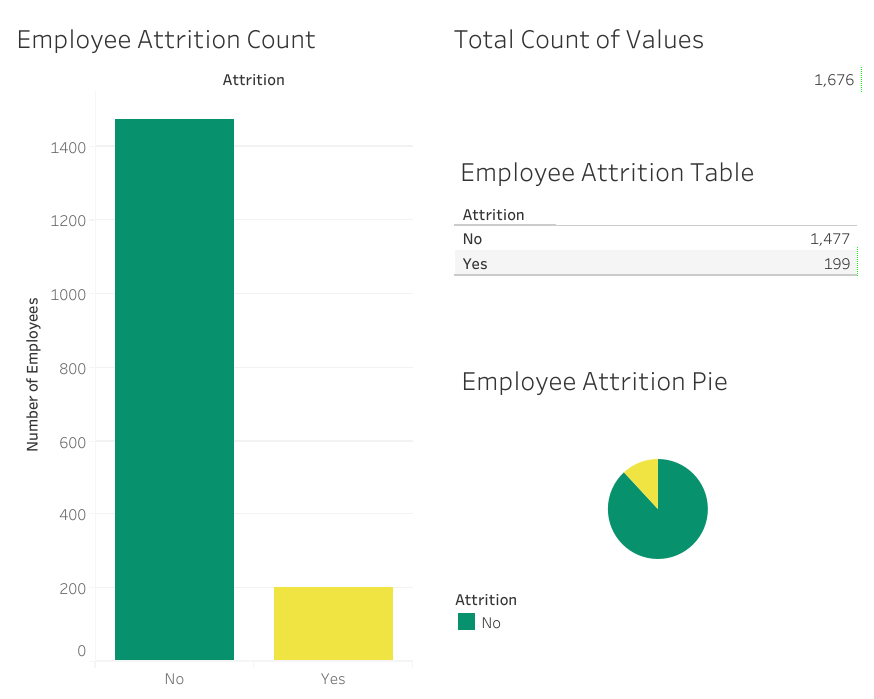 Employee Attrition Count
Attrition
1400
1200
1000
800
600
400
200
0
Number of Employees
No
Yes
Total Count of Values
1,676
Employee Attrition Table
Attrition
No 1,477
Yes 199
Employee Attrition Pie
Attrition
No